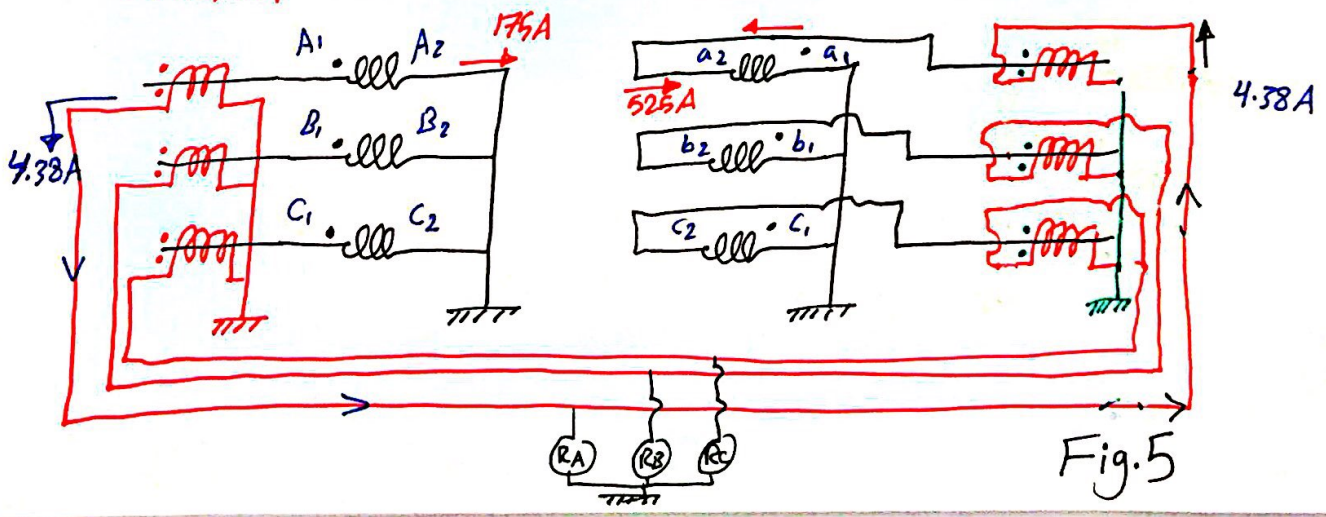 175A
A1 A2
a2 a1
525A
4.38A
4.38A
B1 B2
b2 b1
C1 C2
C2 C1
RA RB RC
Fig.5